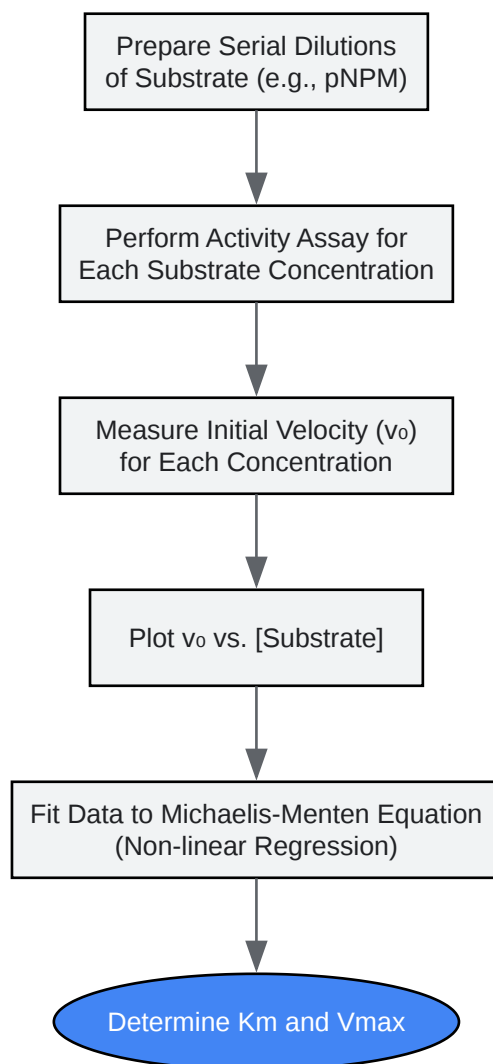 Prepare Serial Dilutions
of Substrate (e.g., pNPM)
Perform Activity Assay for
Each Substrate Concentration
Measure Initial Velocity (v₀)
for Each Concentration
Plot v₀ vs. [Substrate]
Fit Data to Michaelis-Menten Equation
(Non-linear Regression)
Determine Km and Vmax